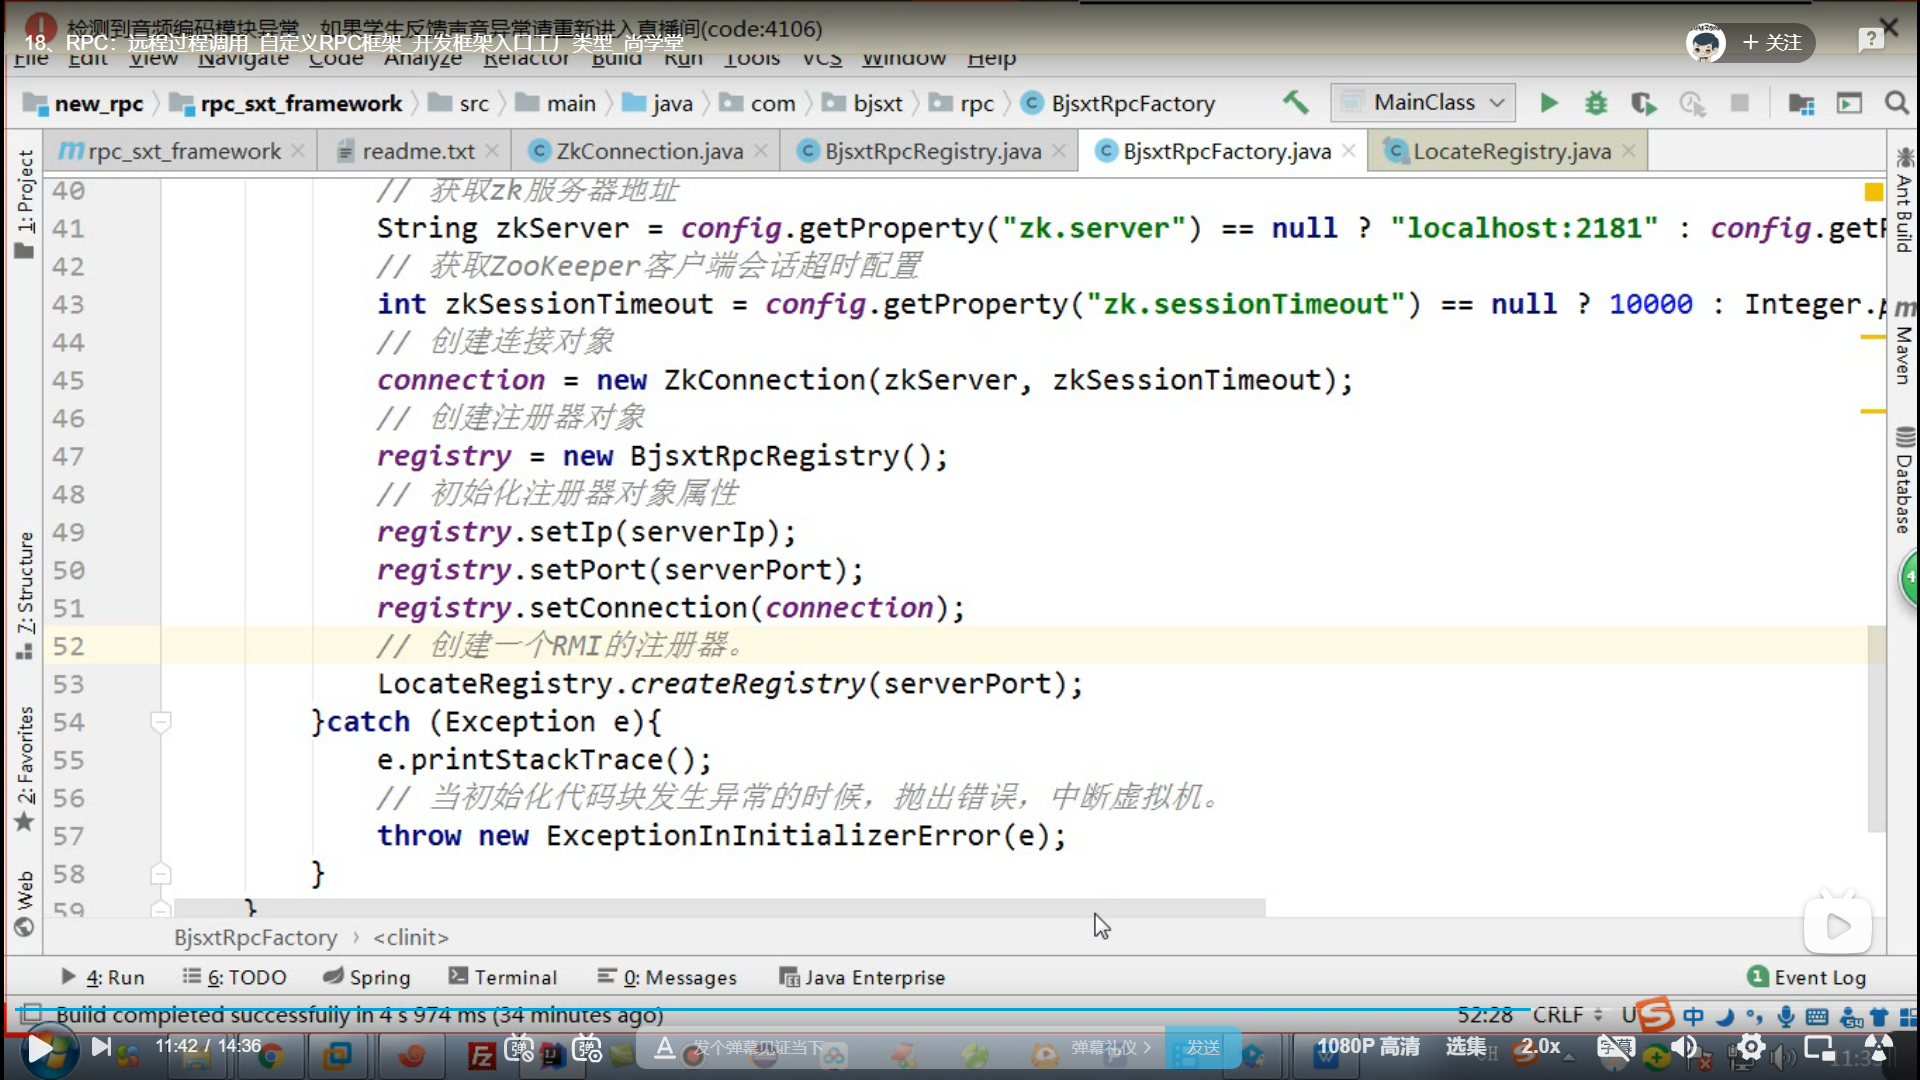 检测到音频编码模块异常，如果学生反馈声音异常请重新进入直播间(code:4106)
18、RPC：远程过程调用_自定义RPC框架_开发框架入口工厂类型_尚学堂
+ 关注
File Edit View Navigate Code Analyze Refactor Build Run Tools VCS Window Help
new_rpc rpc_sxt_framework src main java com bjsxt rpc BjsxtRpcFactory MainClass
rpc_sxt_framework readme.txt ZkConnection.java BjsxtRpcRegistry.java BjsxtRpcFactory.java LocateRegistry.java
1: Project
7: Structure
2: Favorites
Web
40 // 获取zk服务器地址
41 String zkServer = config.getProperty("zk.server") == null ? "localhost:2181" : config.get
42 // 获取ZooKeeper客户端会话超时配置
43 int zkSessionTimeout = config.getProperty("zk.sessionTimeout") == null ? 10000 : Integer.
44 // 创建连接对象
45 connection = new ZkConnection(zkServer, zkSessionTimeout);
46 // 创建注册器对象
47 registry = new BjsxtRpcRegistry();
48 // 初始化注册器对象属性
49 registry.setIp(serverIp);
50 registry.setPort(serverPort);
51 registry.setConnection(connection);
52 // 创建一个RMI的注册器。
53 LocateRegistry.createRegistry(serverPort);
54 }catch (Exception e){
55 e.printStackTrace();
56 // 当初始化代码块发生异常的时候，抛出错误，中断虚拟机。
57 throw new ExceptionInInitializerError(e);
58 }
59 }
Ant Build
Maven
Database
BjsxtRpcFactory › <clinit>
4: Run 6: TODO Spring Terminal 0: Messages Java Enterprise 1 Event Log
Build completed successfully in 4 s 974 ms (34 minutes ago) 52:28 CRLF U 中
11:42 / 14:36 发个弹幕见证当下 弹幕礼仪 › 发送 1080P 高清 选集 2.0x 字幕